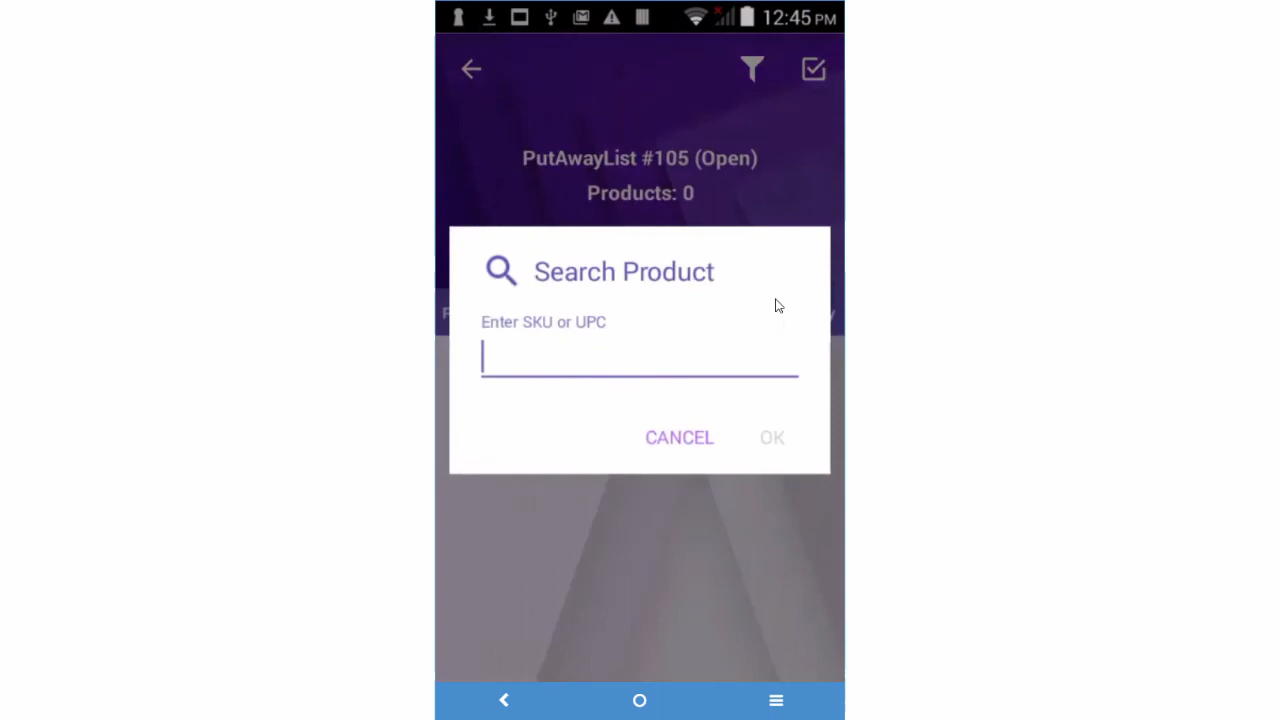 12:45 PM
PutAwayList #105 (Open)
Products: 0
Search Product
Enter SKU or UPC
CANCEL OK